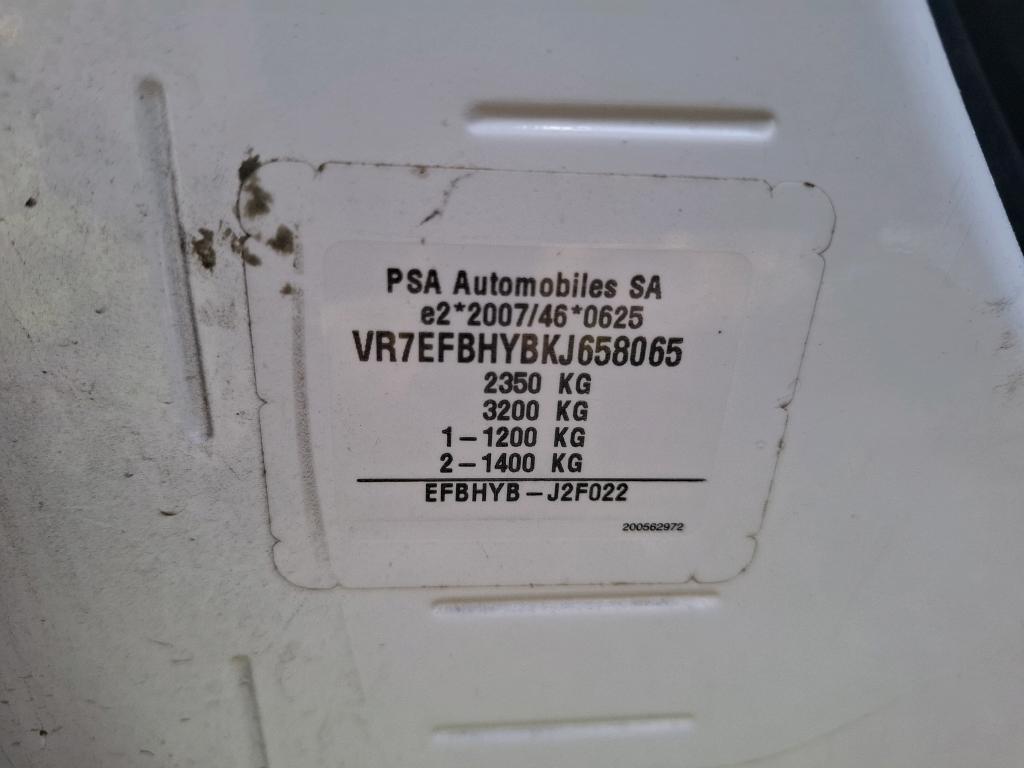 PSA Automobiles SA
e2*2007/46*0625
VR7EFBHYBKJ658065
2350 KG
3200 KG
1-1200 KG
2-1400 KG
EFBHYB-J2F022
200562972